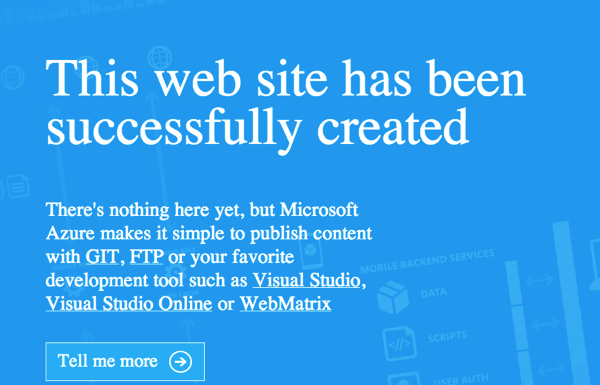 This web site has been
successfully created
There's nothing here yet, but Microsoft
Azure makes it simple to publish content
with GIT, FTP or your favorite
development tool such as Visual Studio,
Visual Studio Online or WebMatrix
MOBILE BACKEND SERVICES
DATA
</> SCRIPTS
USER AUTH
Tell me more